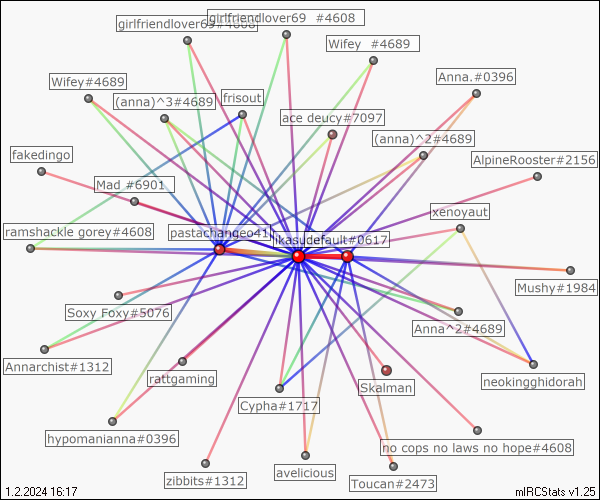 girlfriendlover69#4608
girlfriendlover69 #4608
Wifey #4689
Wifey#4689
Anna.#0396
(anna)^3#4689
frisout
ace deucy#7097
(anna)^2#4689
fakedingo
AlpineRooster#2156
Mad #6901
xenoyaut
ramshackle gorey#4608
pastachangeo41
likasudefault#0617
Mushy#1984
Soxy Foxy#5076
Anna^2#4689
Annarchist#1312
rattgaming
Skalman
neokingghidorah
Cypha#1717
hypomanianna#0396
no cops no laws no hope#4608
zibbits#1312
avelicious
Toucan#2473
1.2.2024 16:17
mIRCStats v1.25